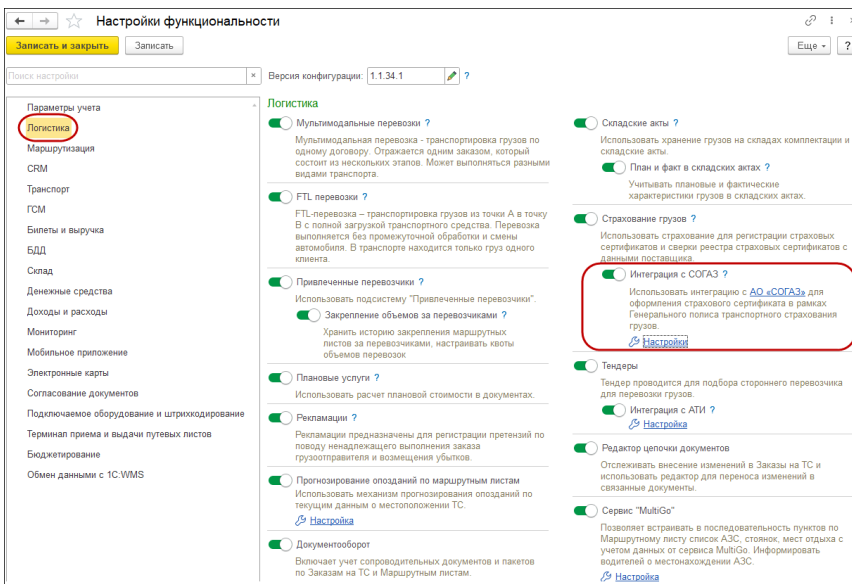 Настройки функциональности
Записать и закрыть
Записать
Еще
?
Поиск настройки
×
Версия конфигурации:
1.1.34.1
?
Параметры учета
Логистика
Маршрутизация
CRM
Транспорт
ГСМ
Билеты и выручка
БДД
Склад
Денежные средства
Доходы и расходы
Мониторинг
Мобильное приложение
Электронные карты
Согласование документов
Подключаемое оборудование и штрихкодирование
Терминал приема и выдачи путевых листов
Бюджетирование
Обмен данными с 1С:WMS
Логистика
Мультимодальные перевозки ?
Мультимодальная перевозка - транспортировка грузов по
одному договору. Отражается одним заказом, который
состоит из нескольких этапов. Может выполняться разными
видами транспорта.
FTL перевозки ?
FTL-перевозка – транспортировка грузов из точки А в точку
В с полной загрузкой транспортного средства. Перевозка
выполняется без промежуточной обработки и смены
автомобиля. В транспорте находится только груз одного
клиента.
Привлеченные перевозчики ?
Использовать подсистему "Привлеченные перевозчики".
Закрепление объемов за перевозчиками ?
Хранить историю закрепления маршрутных
листов за перевозчиками, настраивать квоты
объемов перевозок
Плановые услуги ?
Использовать расчет плановой стоимости в документах.
Рекламации ?
Рекламации предназначены для регистрации претензий по
поводу ненадлежащего выполнения заказа
грузоотправителя и возмещения убытков.
Прогнозирование опозданий по маршрутным листам
Использовать механизм прогнозирования опозданий по
текущим данным о местоположении ТС.
Настройка
Документооборот
Включает учет сопроводительных документов и пакетов
по Заказам на ТС и Маршрутным листам.
Складские акты ?
Использовать хранение грузов на складах комплектации и
складские акты.
План и факт в складских актах ?
Учитывать плановые и фактические
характеристики грузов в складских актах.
Страхование грузов ?
Использовать страхование для регистрации страховых
сертификатов и сверки реестра страховых сертификатов с
данными поставщика.
Интеграция с СОГАЗ ?
Использовать интеграцию с АО «СОГАЗ» для
оформления страхового сертификата в рамках
Генерального полиса транспортного страхования
грузов.
Настройки
Тендеры
Тендер проводится для подбора стороннего перевозчика
для перевозки грузов.
Интеграция с АТИ ?
Настройка
Редактор цепочки документов
Отслеживать внесение изменений в Заказы на ТС и
использовать редактор для переноса изменений в
связанные документы.
Сервис "MultiGo"
Позволяет встраивать в последовательность пунктов по
Маршрутному листу список АЗС, стоянок, мест отдыха с
учетом данных от сервиса MultiGo. Информировать
водителей о местонахождении АЗС.
Настройка